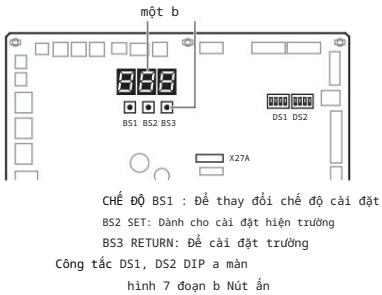 một b
888
BS1 BS2 BS3
DS1 DS2
X27A
CHẾ ĐỘ BS1 : Để thay đổi chế độ cài đặt
BS2 SET: Dành cho cài đặt hiện trường
BS3 RETURN: Để cài đặt trường
Công tắc DS1, DS2 DIP a màn
hình 7 đoạn b Nút ấn